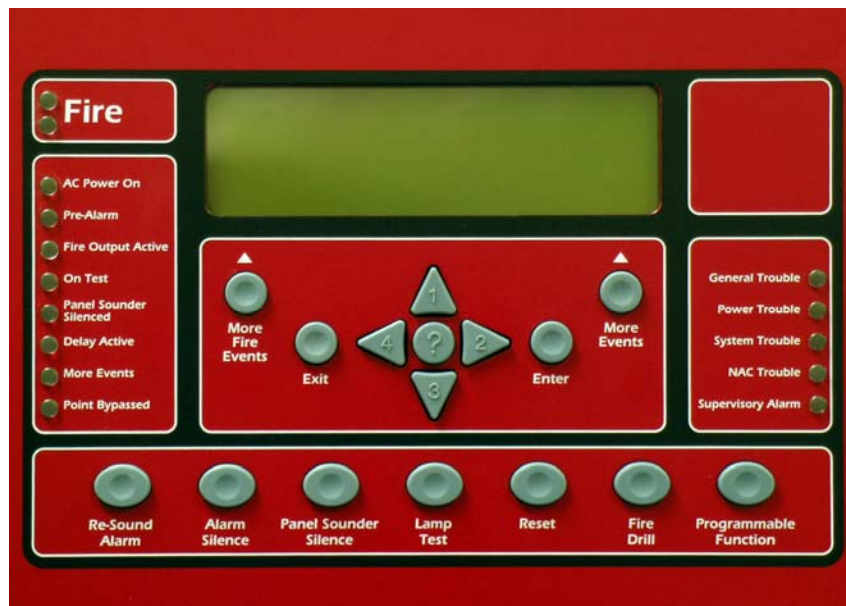 Fire
AC Power On
Pre-Alarm
Fire Output Active
On Test
Panel Sounder
Silenced
Delay Active
More Events
Point Bypassed
More
Fire
Events
Exit
1
4
?
2
3
Enter
More
Events
General Trouble
Power Trouble
System Trouble
NAC Trouble
Supervisory Alarm
Re-Sound
Alarm
Alarm
Silence
Panel Sounder
Silence
Lamp
Test
Reset
Fire
Drill
Programmable
Function